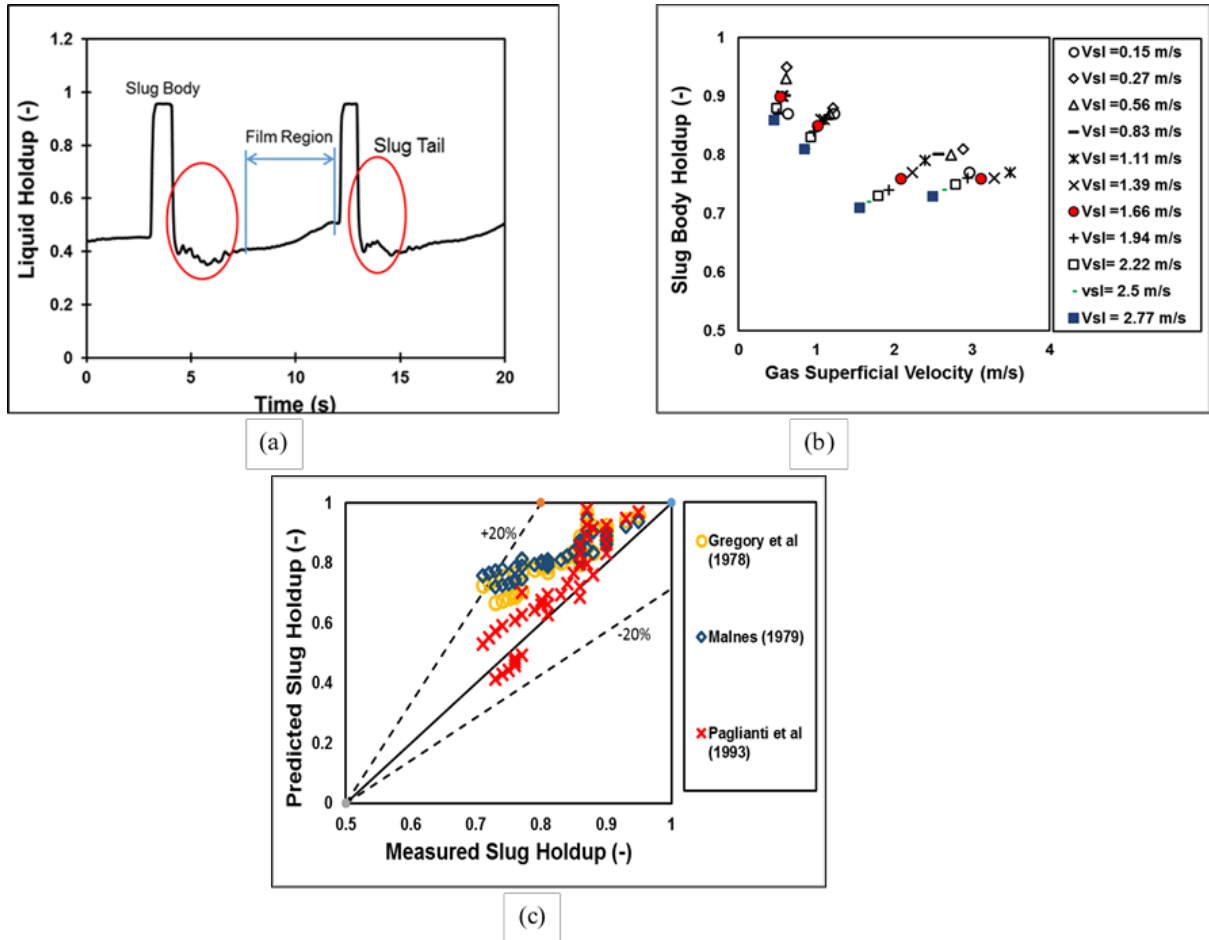 1.2
1
0.8
0.6
0.4
0.2
0
Liquid Holdup (-)
Slug Body
Film Region
Slug Tail
0 5 10 15 20
Time (s)
(a)
1
0.9
0.8
0.7
0.6
0.5
Slug Body Holdup (-)
0 1 2 3 4
Gas Superficial Velocity (m/s)
Vsl =0.15 m/s
Vsl =0.27 m/s
Vsl =0.56 m/s
Vsl =0.83 m/s
Vsl =1.11 m/s
Vsl =1.39 m/s
Vsl =1.66 m/s
Vsl= 1.94 m/s
Vsl= 2.22 m/s
vsl= 2.5 m/s
Vsl = 2.77 m/s
(b)
1
0.8
0.6
0.4
0.2
0
Predicted Slug Holdup (-)
+20%
-20%
0.5 0.6 0.7 0.8 0.9 1
Measured Slug Holdup (-)
Gregory et al
(1978)
Malnes (1979)
Paglianti et al
(1993)
(c)